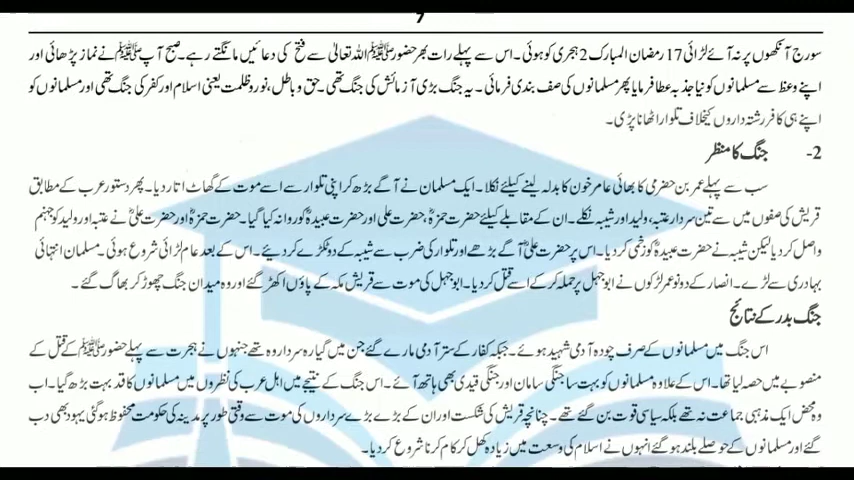 7
سورج آنکھوں پر نہ آئے لڑائی 17 رمضان المبارک 2 ہجری کو ہوئی۔ اس سے پہلے رات بھر حضور ﷺ اللہ تعالیٰ سے فتح کی دعائیں مانگتے رہے۔ صبح آپ ﷺ نے نماز پڑھائی اور
اپنے وعظ سے مسلمانوں کو نیا جذبہ عطا فرمایا پھر مسلمانوں کی صف بندی فرمائی۔ یہ جنگ بڑی آزمائش کی جنگ تھی۔ حق و باطل، نور و ظلمت یعنی اسلام اور کفر کی جنگ تھی اور مسلمانوں کو
اپنے ہی کافر رشتہ داروں کیخلاف تلوار اٹھانا پڑی۔
2- جنگ کا منظر
سب سے پہلے عمر بن حضرمی کا بھائی عامر خون کا بدلہ لینے کیلئے نکلا۔ ایک مسلمان نے آگے بڑھ کر اپنی تلوار سے اسے موت کے گھاٹ اتار دیا۔ پھر دستور عرب کے مطابق
قریش کی صفوں میں سے تین سردار عتبہ، ولید اور شیبہ نکلے۔ ان کے مقابلے کیلئے حضرت حمزہؓ، حضرت علی اور حضرت عبیدہؓ کو روانہ کیا گیا۔ حضرت حمزہؓ اور حضرت علیؓ نے عتبہ اور ولید کو جہنم
واصل کر دیا لیکن شیبہ نے حضرت عبیدہؓ کو زخمی کر دیا۔ اس پر حضرت علیؓ آگے بڑھے اور تلوار کی ضرب سے شیبہ کے دو ٹکڑے کر دیئے۔ اس کے بعد عام لڑائی شروع ہوئی۔ مسلمان انتہائی
بہادری سے لڑے۔ انصار کے دو نو عمر لڑکوں نے ابوجہل پر حملہ کر کے اسے قتل کر دیا۔ ابوجہل کی موت سے قریش مکہ کے پاؤں اکھڑ گئے اور وہ میدان جنگ چھوڑ کر بھاگ گئے۔
جنگ بدر کے نتائج
اس جنگ میں مسلمانوں کے صرف چودہ آدمی شہید ہوئے۔ جبکہ کفار کے ستر آدمی مارے گئے جن میں گیارہ سردار وہ تھے جنہوں نے ہجرت سے پہلے حضور ﷺ کے قتل کے
منصوبے میں حصہ لیا تھا۔ اس کے علاوہ مسلمانوں کو بہت سا جنگی سامان اور جنگی قیدی بھی ہاتھ آئے۔ اس جنگ کے نتیجے میں اہل عرب کی نظروں میں مسلمانوں کا قد بہت بڑھ گیا۔ اب
وہ محض ایک مذہبی جماعت نہ تھے بلکہ سیاسی قوت بن گئے تھے۔ چنانچہ قریش کی شکست اور ان کے بڑے بڑے سرداروں کی موت سے وقتی طور پر مدینہ کی حکومت محفوظ ہو گئی یہود بھی دب
گئے اور مسلمانوں کے حوصلے بلند ہو گئے انہوں نے اسلام کی وسعت میں زیادہ کھل کر کام کرنا شروع کر دیا۔